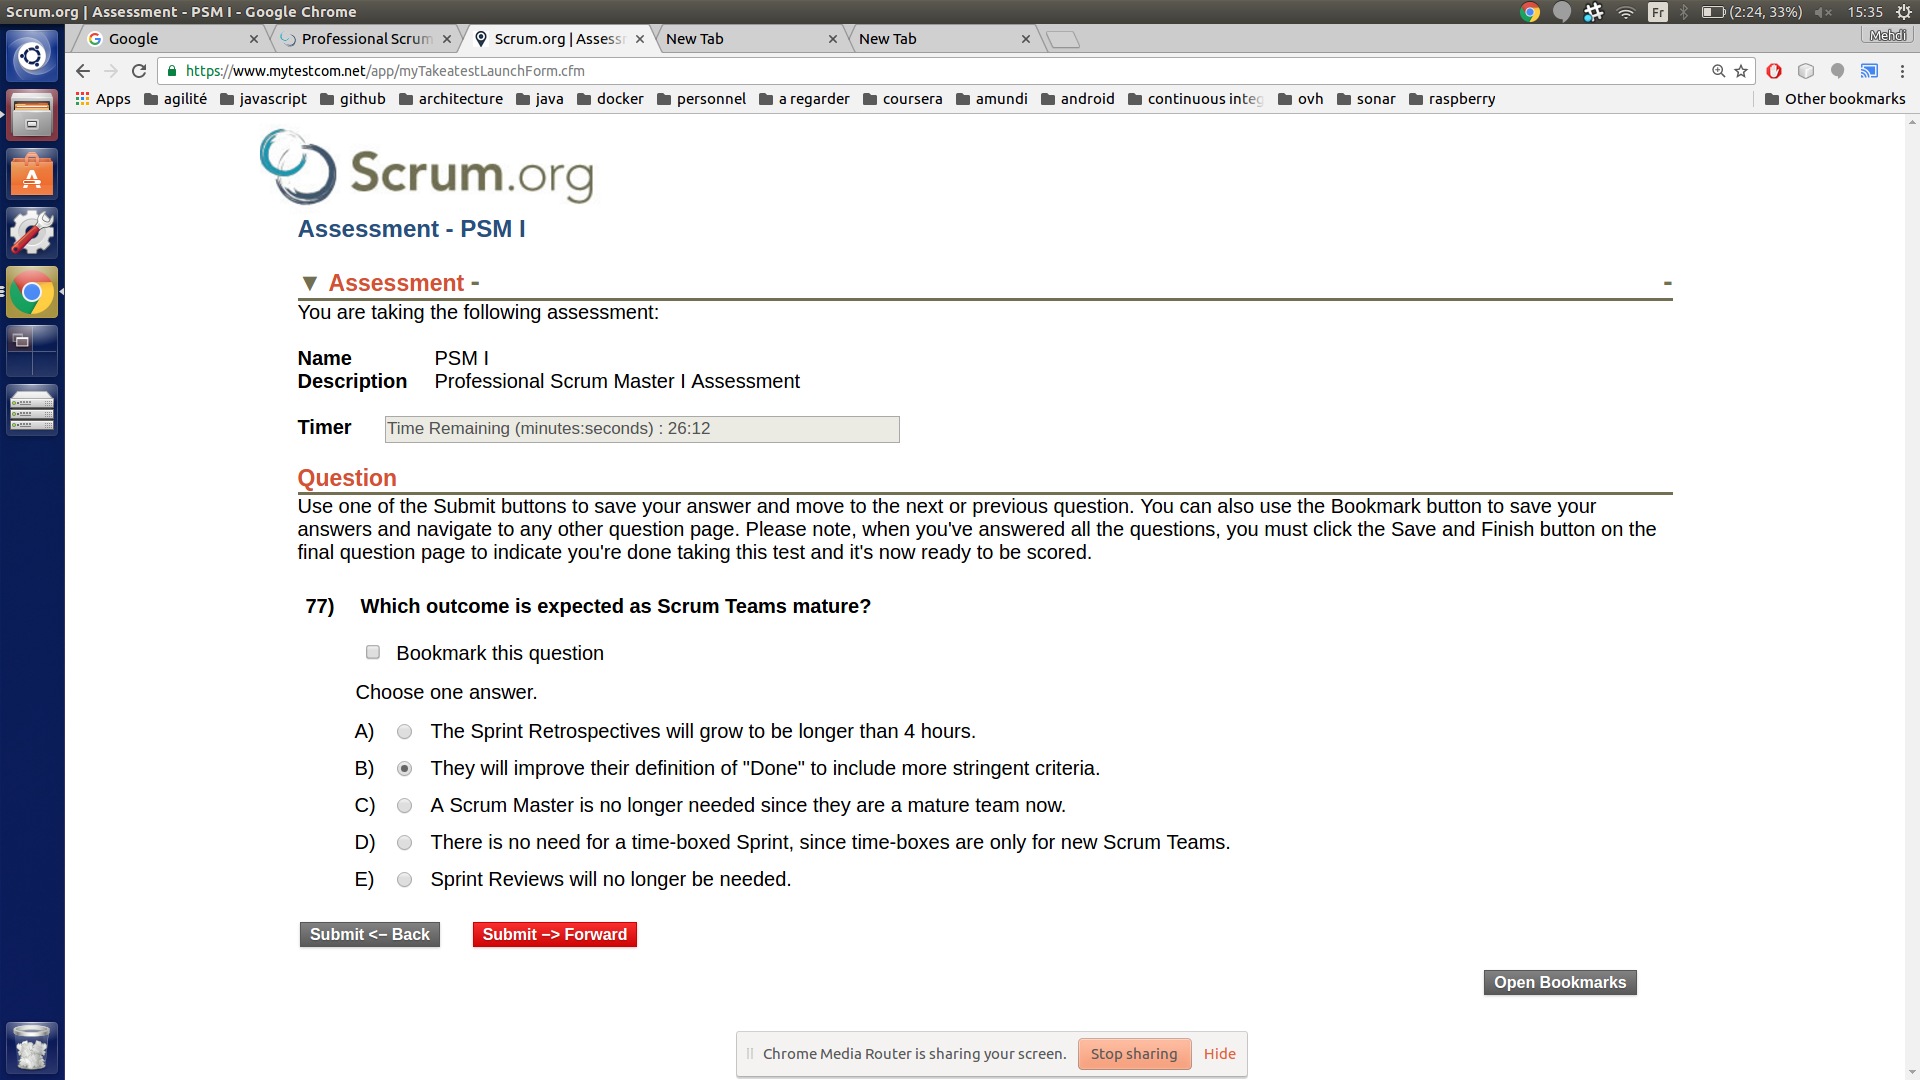 Scrum.org | Assessment - PSM I - Google Chrome
Fr
(2:24, 33%)
15:35
Google
Professional Scrum
Scrum.org | Assess
New Tab
New Tab
Mehdi
https://www.mytestcom.net/app/myTakeatestLaunchForm.cfm
Apps agilité javascript github architecture java docker personnel a regarder coursera amundi android continuous integ ovh sonar raspberry Other bookmarks
Scrum.org
Assessment - PSM I
▼ Assessment - -
You are taking the following assessment:
Name PSM I
Description Professional Scrum Master I Assessment
Timer Time Remaining (minutes:seconds) : 26:12
Question
Use one of the Submit buttons to save your answer and move to the next or previous question. You can also use the Bookmark button to save your
answers and navigate to any other question page. Please note, when you've answered all the questions, you must click the Save and Finish button on the
final question page to indicate you're done taking this test and it's now ready to be scored.
77) Which outcome is expected as Scrum Teams mature?
Bookmark this question
Choose one answer.
A) The Sprint Retrospectives will grow to be longer than 4 hours.
B) They will improve their definition of "Done" to include more stringent criteria.
C) A Scrum Master is no longer needed since they are a mature team now.
D) There is no need for a time-boxed Sprint, since time-boxes are only for new Scrum Teams.
E) Sprint Reviews will no longer be needed.
Submit <– Back Submit –> Forward
Open Bookmarks
Chrome Media Router is sharing your screen. Stop sharing Hide